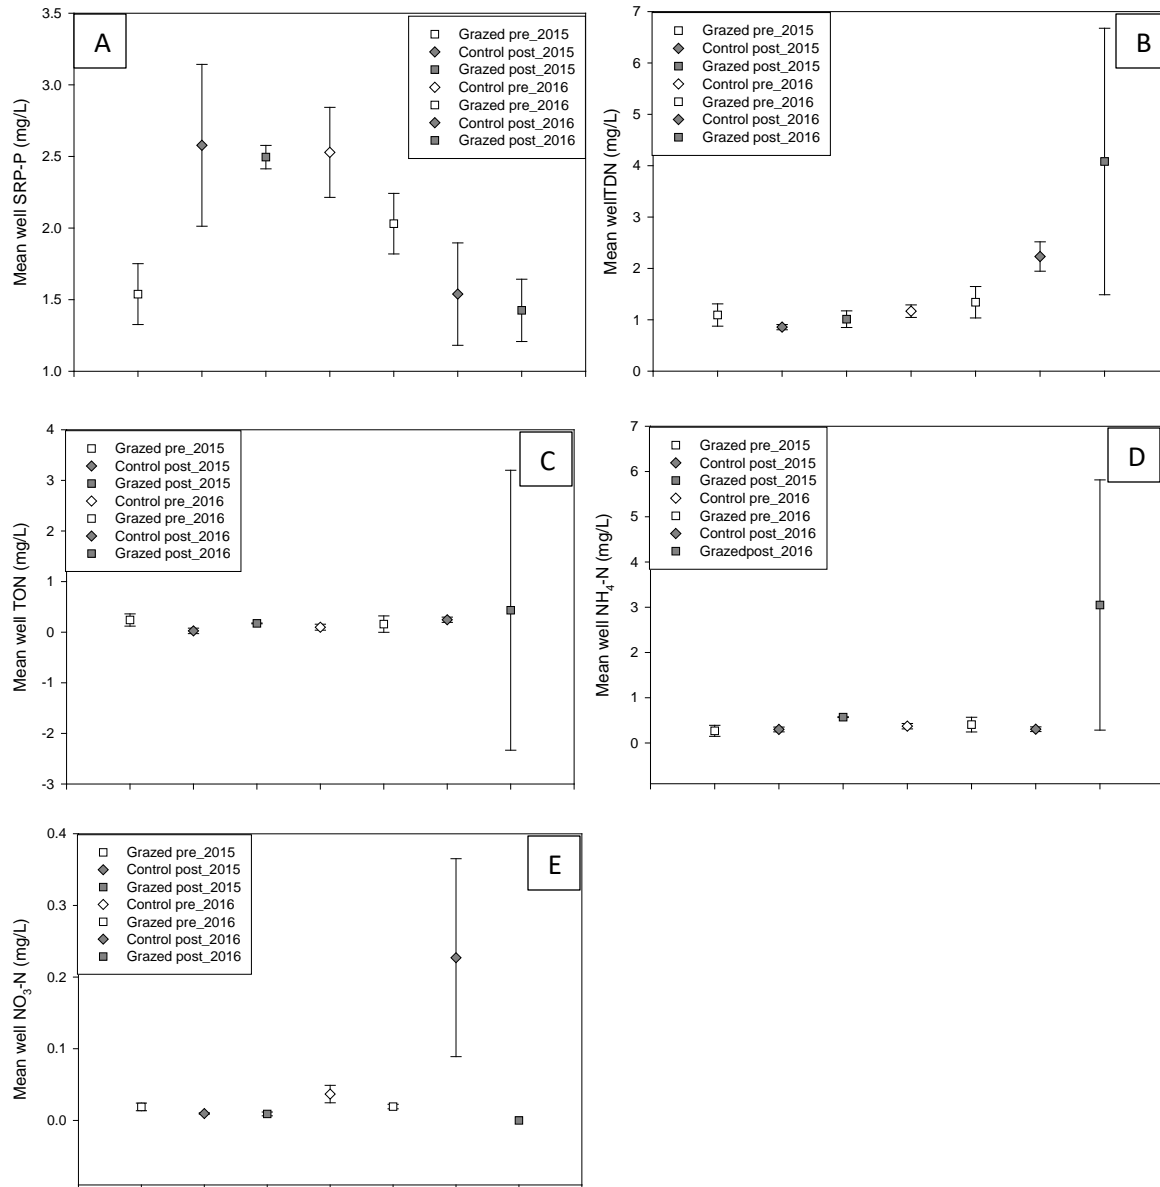 A
Mean well SRP-P (mg/L)
3.5
3.0
2.5
2.0
1.5
1.0
Grazed pre_2015
Control post_2015
Grazed post_2015
Control pre_2016
Grazed pre_2016
Control post_2016
Grazed post_2016
B
Mean wellTDN (mg/L)
7
6
5
4
3
2
1
0
Grazed pre_2015
Control post_2015
Grazed post_2015
Control pre_2016
Grazed pre_2016
Control post_2016
Grazed post_2016
C
Mean well TON (mg/L)
4
3
2
1
0
-1
-2
-3
Grazed pre_2015
Control post_2015
Grazed post_2015
Control pre_2016
Grazed pre_2016
Control post_2016
Grazed post_2016
D
Mean well NH4-N (mg/L)
7
6
5
4
3
2
1
0
Grazed pre_2015
Control post_2015
Grazed post_2015
Control pre_2016
Grazed pre_2016
Control post_2016
Grazedpost_2016
E
Mean well NO3-N (mg/L)
0.4
0.3
0.2
0.1
0.0
Grazed pre_2015
Control post_2015
Grazed post_2015
Control pre_2016
Grazed pre_2016
Control post_2016
Grazed post_2016